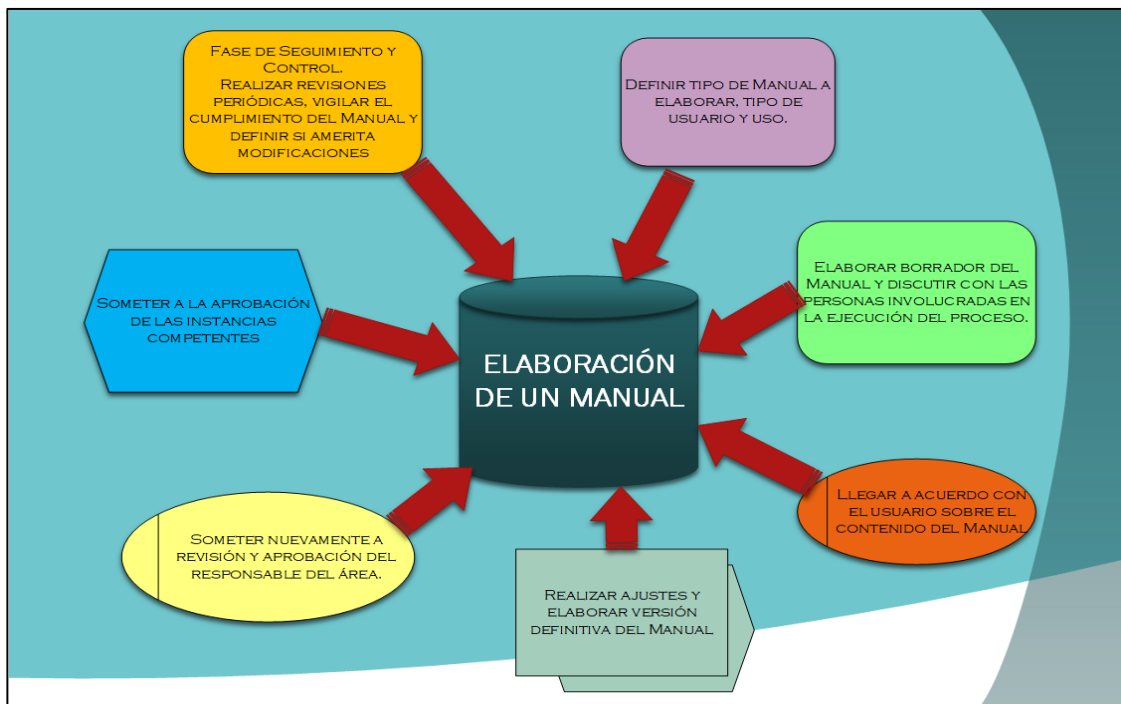 Fase de Seguimiento y
Control.
Realizar revisiones
periódicas, vigilar el
cumplimiento del Manual y
definir si amerita
modificaciones
Definir tipo de Manual a
elaborar, tipo de
usuario y uso.
Elaborar borrador del
Manual y discutir con las
personas involucradas en
la ejecución del proceso.
Someter a la aprobación
de las instancias
competentes
ELABORACIÓN
DE UN MANUAL
Llegar a acuerdo con
el usuario sobre el
contenido del Manual
Someter nuevamente a
revisión y aprobación del
responsable del área.
Realizar ajustes y
elaborar versión
definitiva del Manual